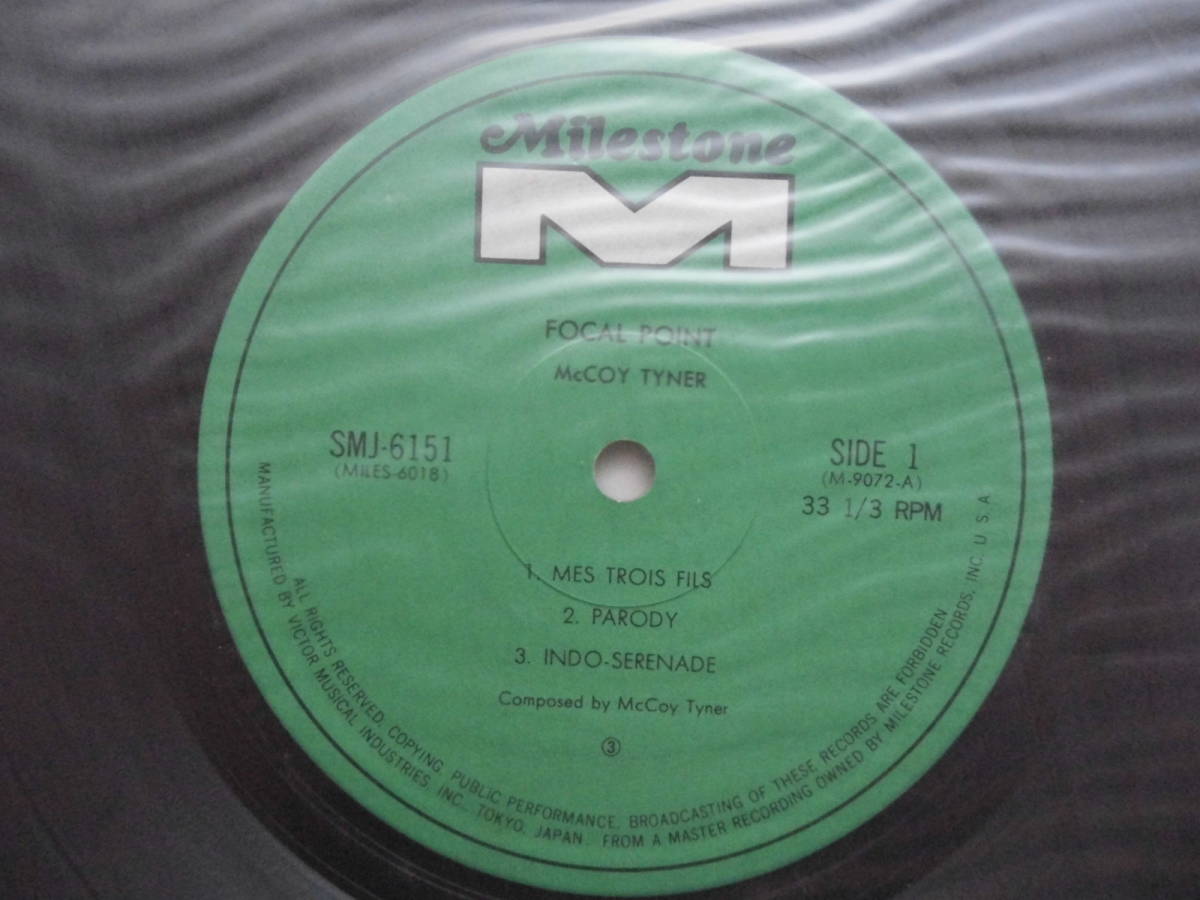 Milestone
M
FOCAL POINT
McCOY TYNER
SMJ-6151
(MILES-6018)
SIDE 1
(M-9072-A)
33 1/3 RPM
1. MES TROIS FILS
2. PARODY
3. INDO-SERENADE
Composed by McCoy Tyner
③
ALL RIGHTS RESERVED. COPYING, PUBLIC PERFORMANCE, BROADCASTING OF THESE RECORDS ARE FORBIDDEN
MANUFACTURED BY VICTOR MUSICAL INDUSTRIES, INC., TOKYO, JAPAN. FROM A MASTER RECORDING OWNED BY MILESTONE RECORDS, INC. U.S.A